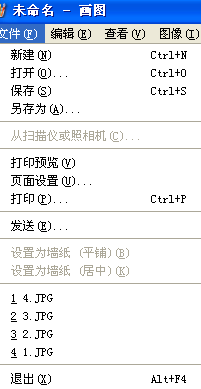 未命名 - 画图
文件(F) 编辑(E) 查看(V) 图像(I)
新建(N) Ctrl+N
打开(O)... Ctrl+O
保存(S) Ctrl+S
另存为(A)...
从扫描仪或照相机(C)...
打印预览(V)
页面设置(U)...
打印(P)... Ctrl+P
发送(E)...
设置为墙纸 (平铺)(B)
设置为墙纸 (居中)(K)
1 4.JPG
2 3.JPG
3 2.JPG
4 1.JPG
退出(X) Alt+F4